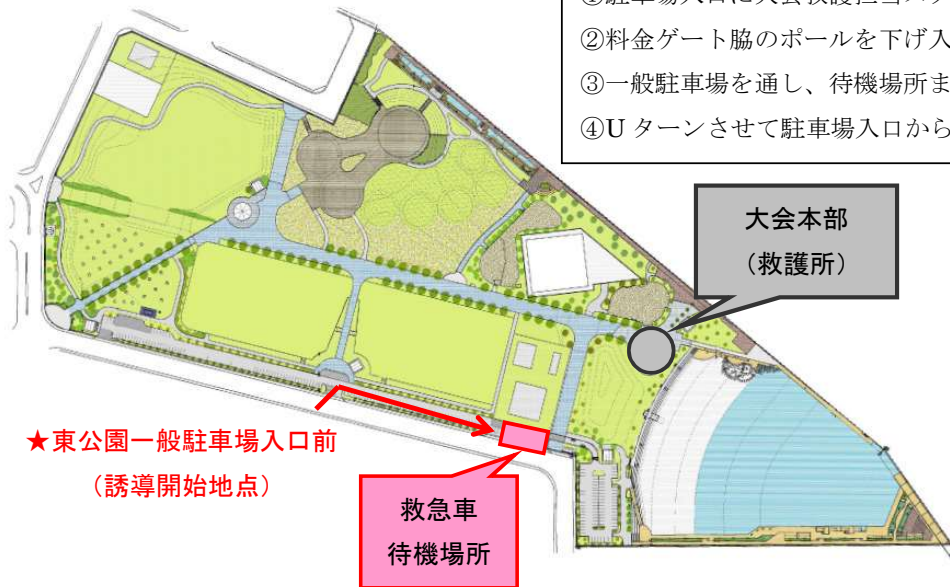 ②料金ゲート脇のポールを下げ入
③一般駐車場を通し、待機場所ま
④U ターンさせて駐車場入口から
大会本部
（救護所）
★東公園一般駐車場入口前
（誘導開始地点）
救急車
待機場所